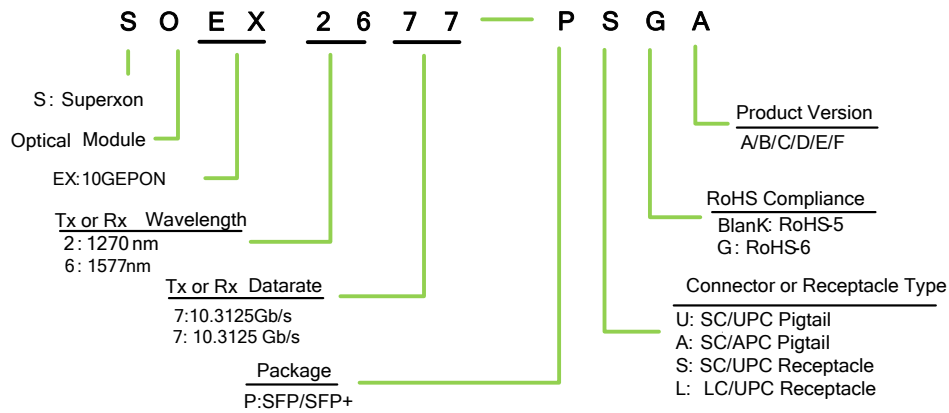 S O E X 2 6 7 7 — P S G A
S: Superxon
Optical Module
EX:10GEPON
Tx or Rx Wavelength
2: 1270 nm
6: 1577nm
Tx or Rx Datarate
7:10.3125Gb/s
7: 10.3125 Gb/s
Package
P:SFP/SFP+
Product Version
A/B/C/D/E/F
RoHS Compliance
BlanK: RoHS-5
G: RoHS-6
Connector or Receptacle Type
U: SC/UPC Pigtail
A: SC/APC Pigtail
S: SC/UPC Receptacle
L: LC/UPC Receptacle